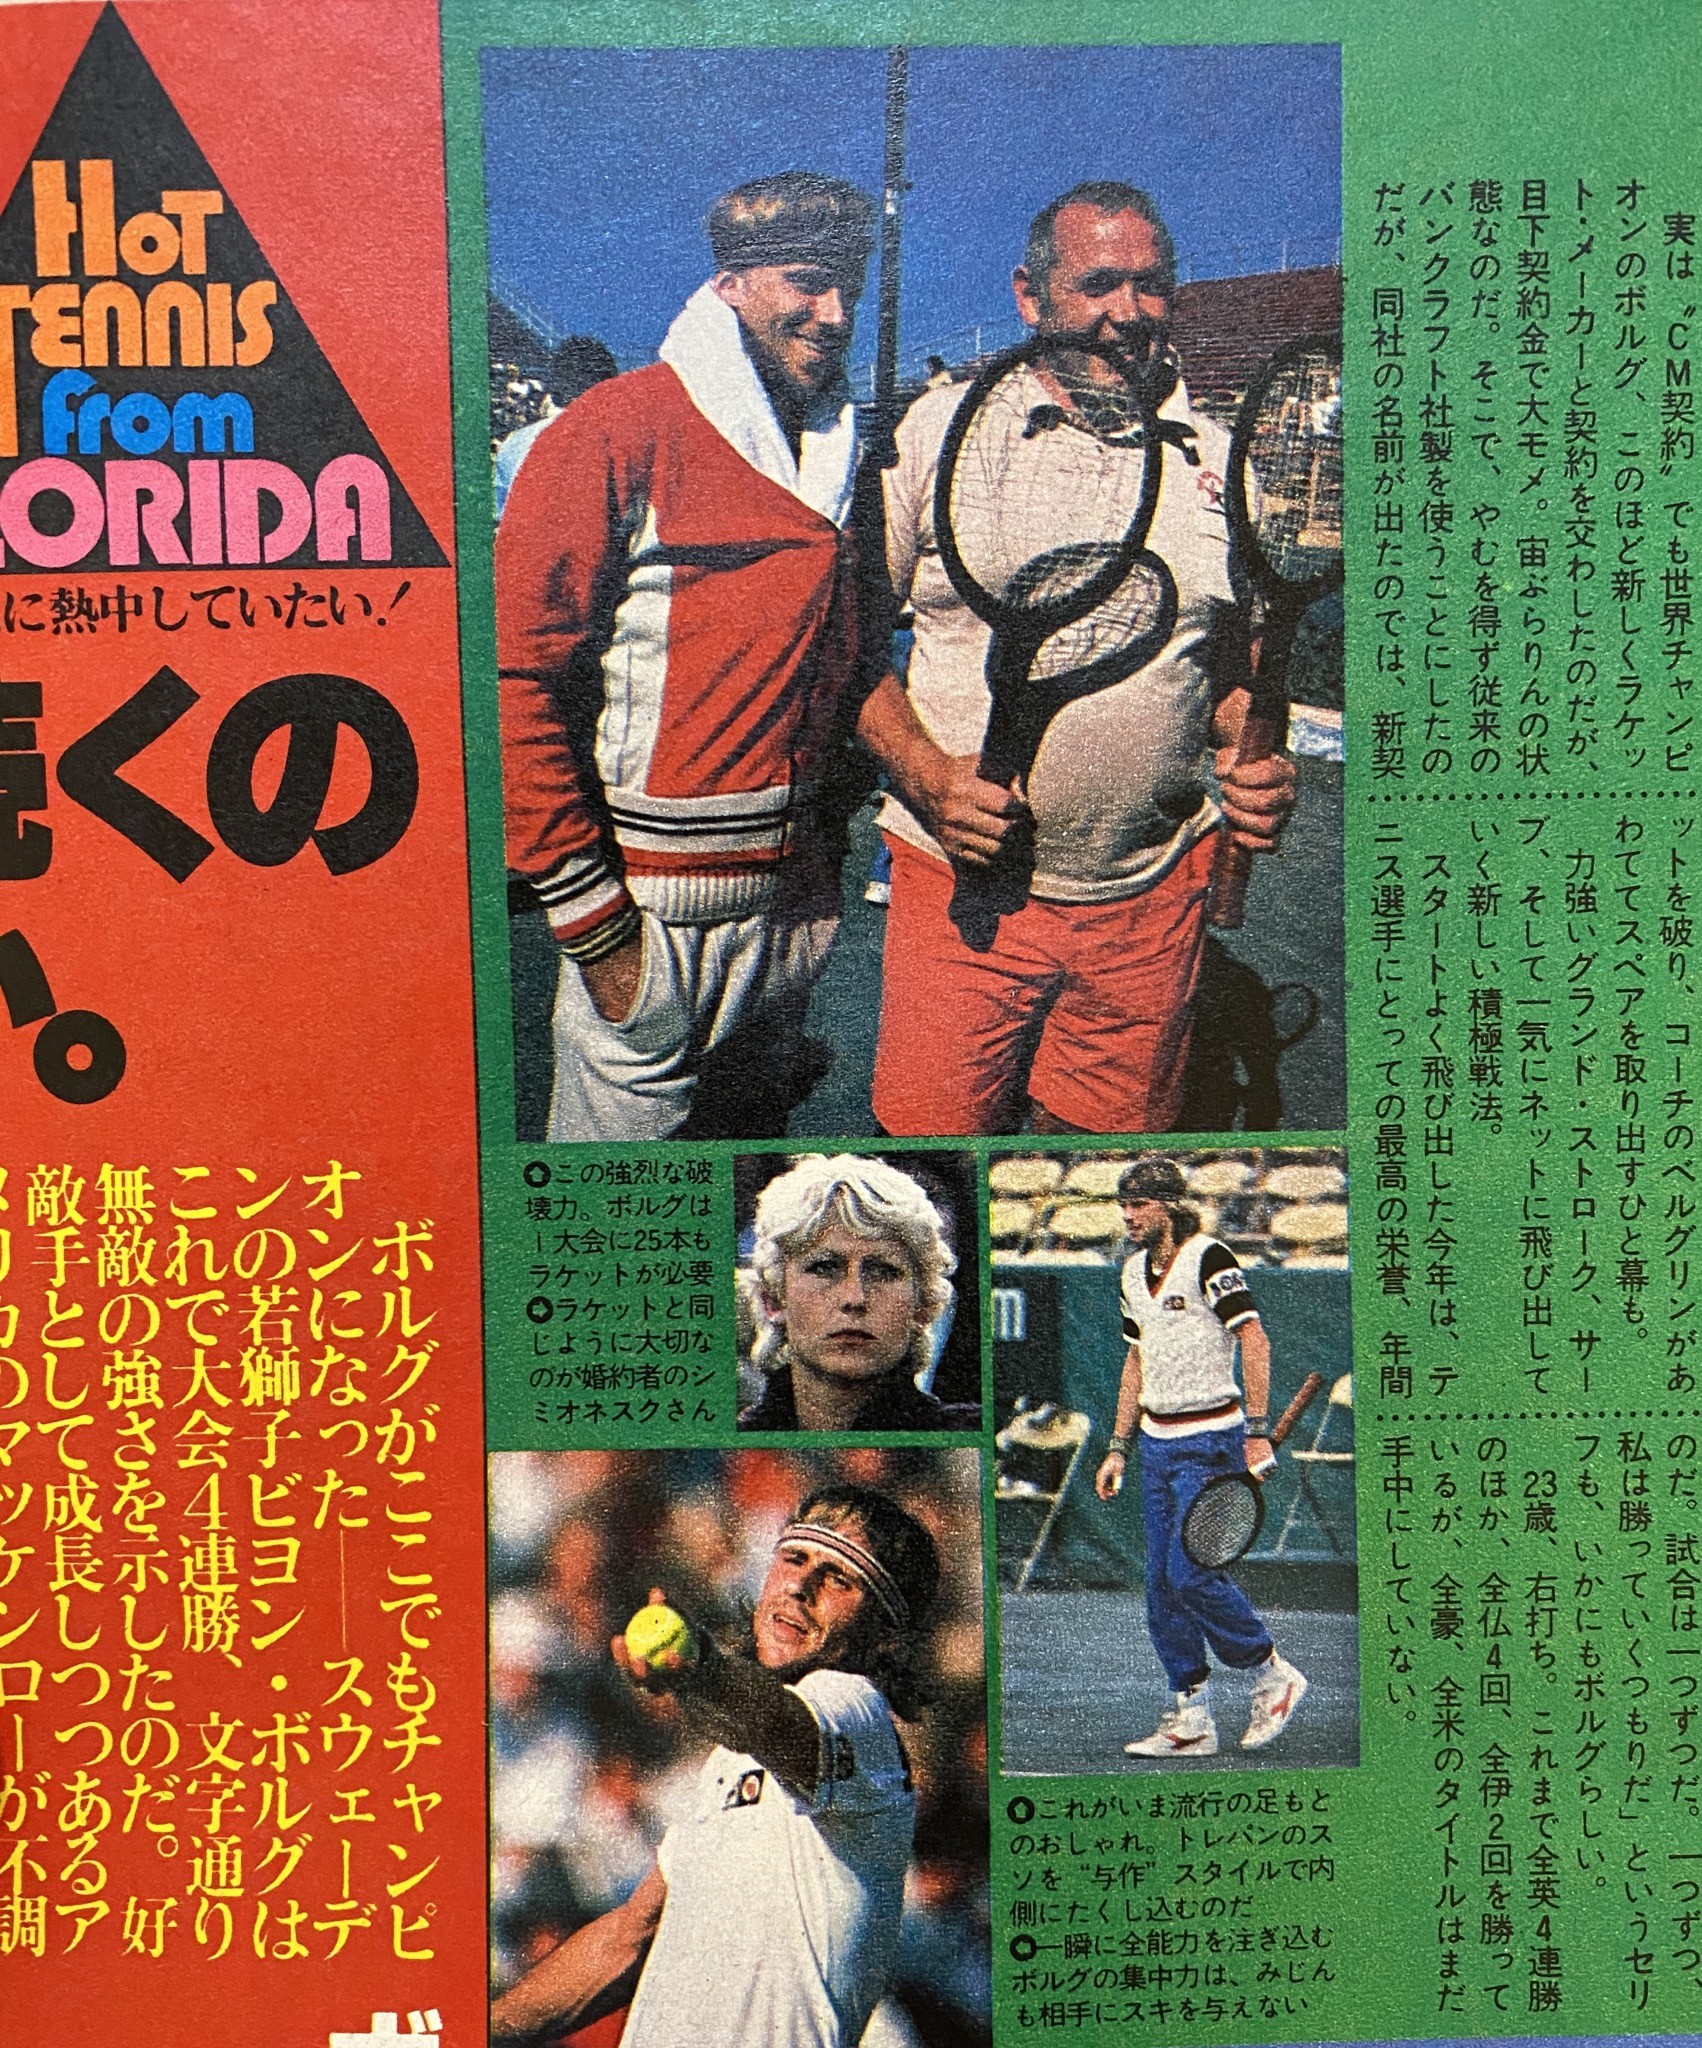 HOT
TENNIS
from
LORIDA
に熱中していたい！
続くの
い。
実は〝CM契約〟でも世界チャンピ
オンのボルグ、このほど新しくラケッ
ト・メーカーと契約を交わしたのだが、
目下契約金で大モメ。宙ぶらりんの状
態なのだ。そこで、やむを得ず従来の
バンクラフト社製を使うことにしたの
だが、同社の名前が出たのでは、新契
ットを破り、コーチのベルグリンがあ
わててスペアを取り出すひと幕も。
力強いグランド・ストローク、サー
ブ、そして一気にネットに飛び出して
いく新しい積極戦法。
スタートよく飛び出した今年は、テ
ニス選手にとっての最高の栄誉、年間
のだ。試合は一つずつだ。一つずつ、
私は勝っていくつもりだ」というセリ
フも、いかにもボルグらしい。
23歳、右打ち。これまで全英4連勝
のほか、全仏4回、全伊2回を勝って
いるが、全豪、全米のタイトルはまだ
手中にしていない。
この強烈な破
壊力。ボルグは
一大会に25本も
ラケットが必要
ラケットと同
じように大切な
のが婚約者のシ
ミオネスクさん
これがいま流行の足もと
のおしゃれ。トレパンのス
ソを“与作”スタイルで内
側にたくし込むのだ
一瞬に全能力を注ぎ込む
ボルグの集中力は、みじん
も相手にスキを与えない
ボルグがここでもチャンピ
オンになった——スウェーデ
ンの若獅子ビヨン・ボルグは
これで大会4連勝、文字通り
無敵の強さを示したのだ。好
敵手として成長しつつあるア
メリカのマッケンローが不調